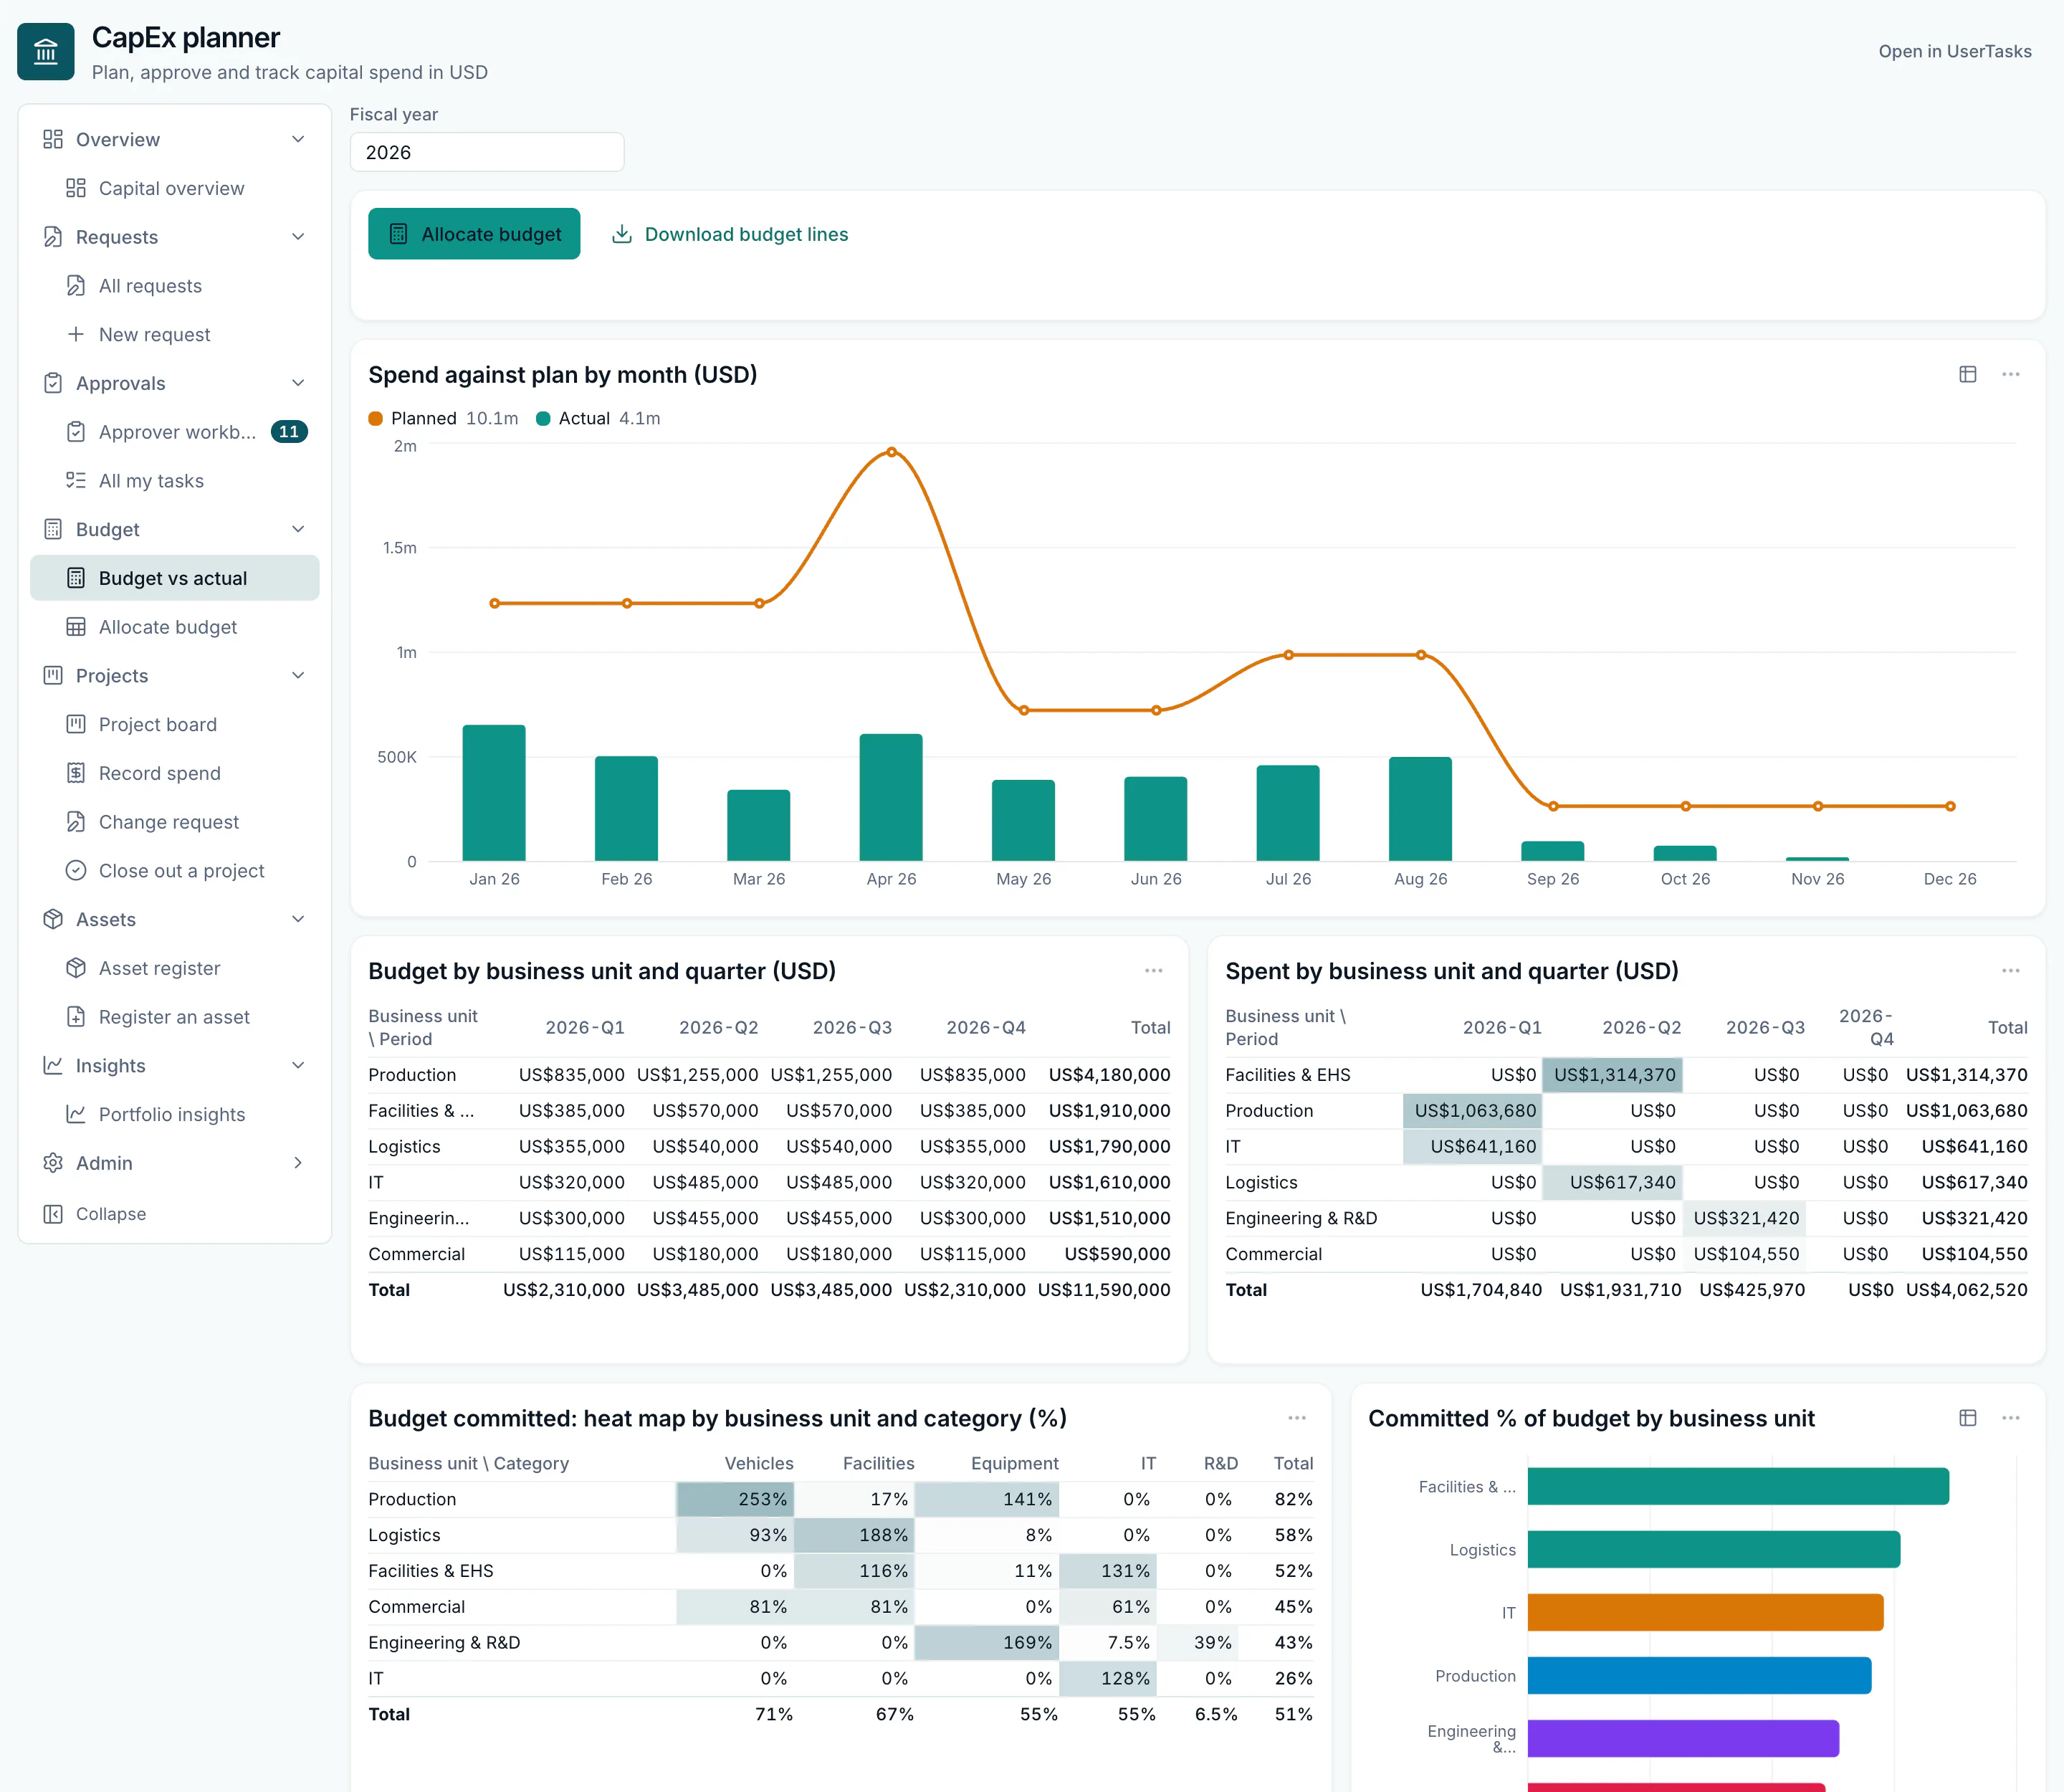 CapEx planner
Plan, approve and track capital spend in USD
Open in UserTasks
Overview
Capital overview
Requests
All requests
New request
Approvals
Approver workb... 11
All my tasks
Budget
Budget vs actual
Allocate budget
Projects
Project board
Record spend
Change request
Close out a project
Assets
Asset register
Register an asset
Insights
Portfolio insights
Admin
Collapse
Fiscal year
2026
Allocate budget Download budget lines
Spend against plan by month (USD)
Planned 10.1m Actual 4.1m
2m
1.5m
1m
500K
0
Jan 26 Feb 26 Mar 26 Apr 26 May 26 Jun 26 Jul 26 Aug 26 Sep 26 Oct 26 Nov 26 Dec 26
Budget by business unit and quarter (USD)
Business unit \ Period 2026-Q1 2026-Q2 2026-Q3 2026-Q4 Total
Production US$835,000 US$1,255,000 US$1,255,000 US$835,000 US$4,180,000
Facilities & ... US$385,000 US$570,000 US$570,000 US$385,000 US$1,910,000
Logistics US$355,000 US$540,000 US$540,000 US$355,000 US$1,790,000
IT US$320,000 US$485,000 US$485,000 US$320,000 US$1,610,000
Engineerin... US$300,000 US$455,000 US$455,000 US$300,000 US$1,510,000
Commercial US$115,000 US$180,000 US$180,000 US$115,000 US$590,000
Total US$2,310,000 US$3,485,000 US$3,485,000 US$2,310,000 US$11,590,000
Spent by business unit and quarter (USD)
Business unit \ Period 2026-Q1 2026-Q2 2026-Q3 2026-Q4 Total
Facilities & EHS US$0 US$1,314,370 US$0 US$0 US$1,314,370
Production US$1,063,680 US$0 US$0 US$0 US$1,063,680
IT US$641,160 US$0 US$0 US$0 US$641,160
Logistics US$0 US$617,340 US$0 US$0 US$617,340
Engineering & R&D US$0 US$0 US$321,420 US$0 US$321,420
Commercial US$0 US$0 US$104,550 US$0 US$104,550
Total US$1,704,840 US$1,931,710 US$425,970 US$0 US$4,062,520
Budget committed: heat map by business unit and category (%)
Business unit \ Category Vehicles Facilities Equipment IT R&D Total
Production 253% 17% 141% 0% 0% 82%
Logistics 93% 188% 8% 0% 0% 58%
Facilities & EHS 0% 116% 11% 131% 0% 52%
Commercial 81% 81% 0% 61% 0% 45%
Engineering & R&D 0% 0% 169% 7.5% 39% 43%
IT 0% 0% 0% 128% 0% 26%
Total 71% 67% 55% 55% 6.5% 51%
Committed % of budget by business unit
Facilities & ...
Logistics
IT
Production
Engineering
&...